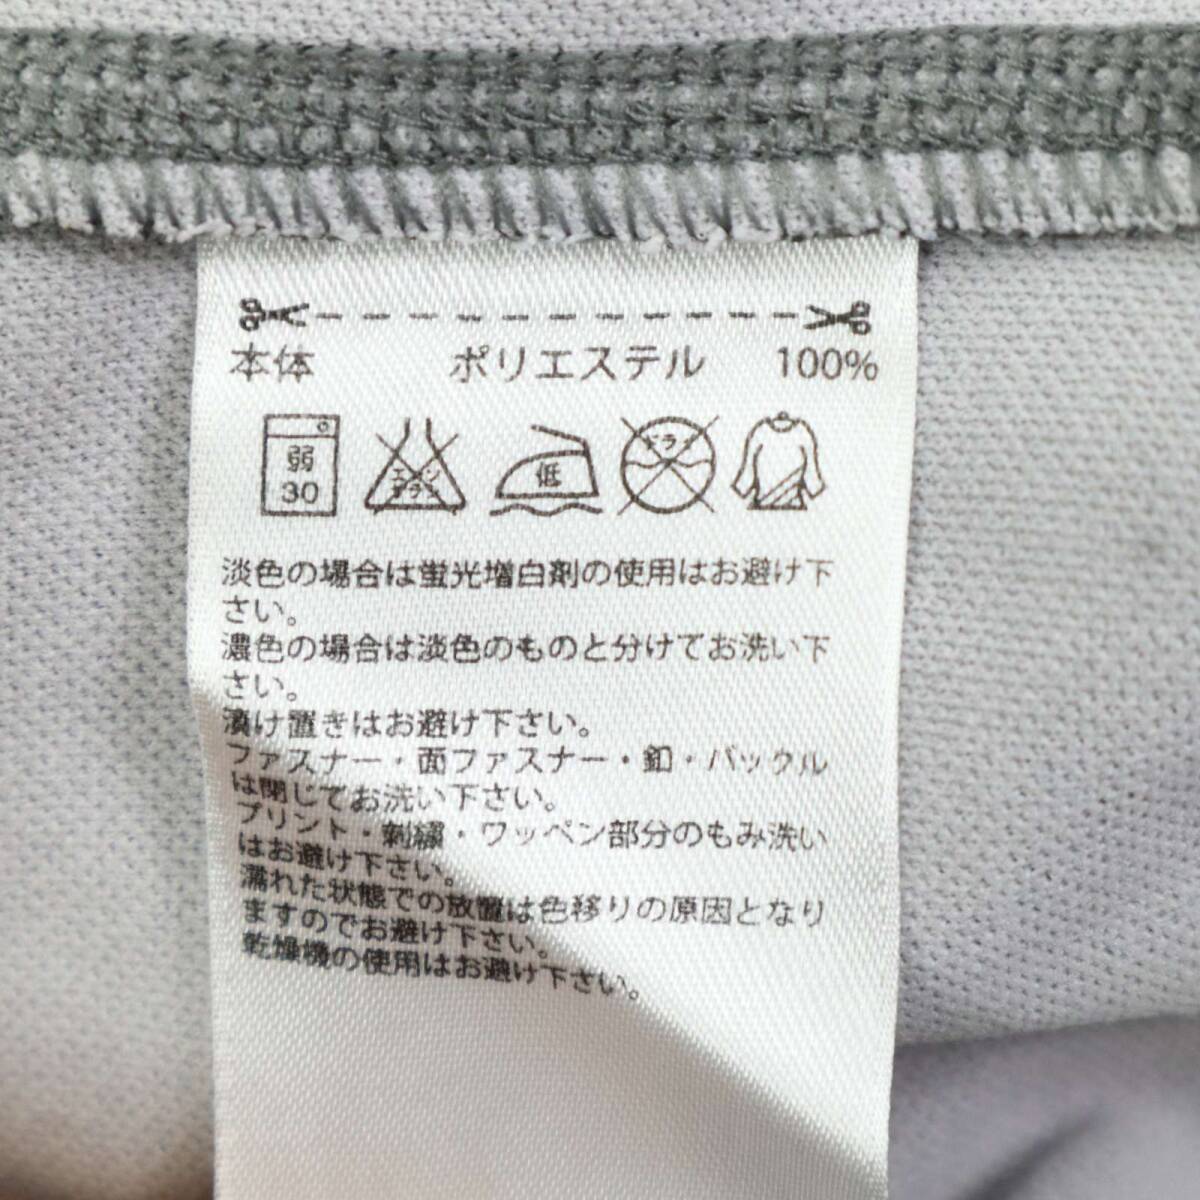 本体 ポリエステル 100%
弱
30
エンソ
サラシ
低
ドライ
淡色の場合は蛍光増白剤の使用はお避け下
さい。
濃色の場合は淡色のものと分けてお洗い下
さい。
漬け置きはお避け下さい。
ファスナー・面ファスナー・釦・バックル
は閉じてお洗い下さい。
プリント・刺繍・ワッペン部分のもみ洗い
はお避け下さい。
濡れた状態での放置は色移りの原因となり
ますのでお避け下さい。
乾燥機の使用はお避け下さい。